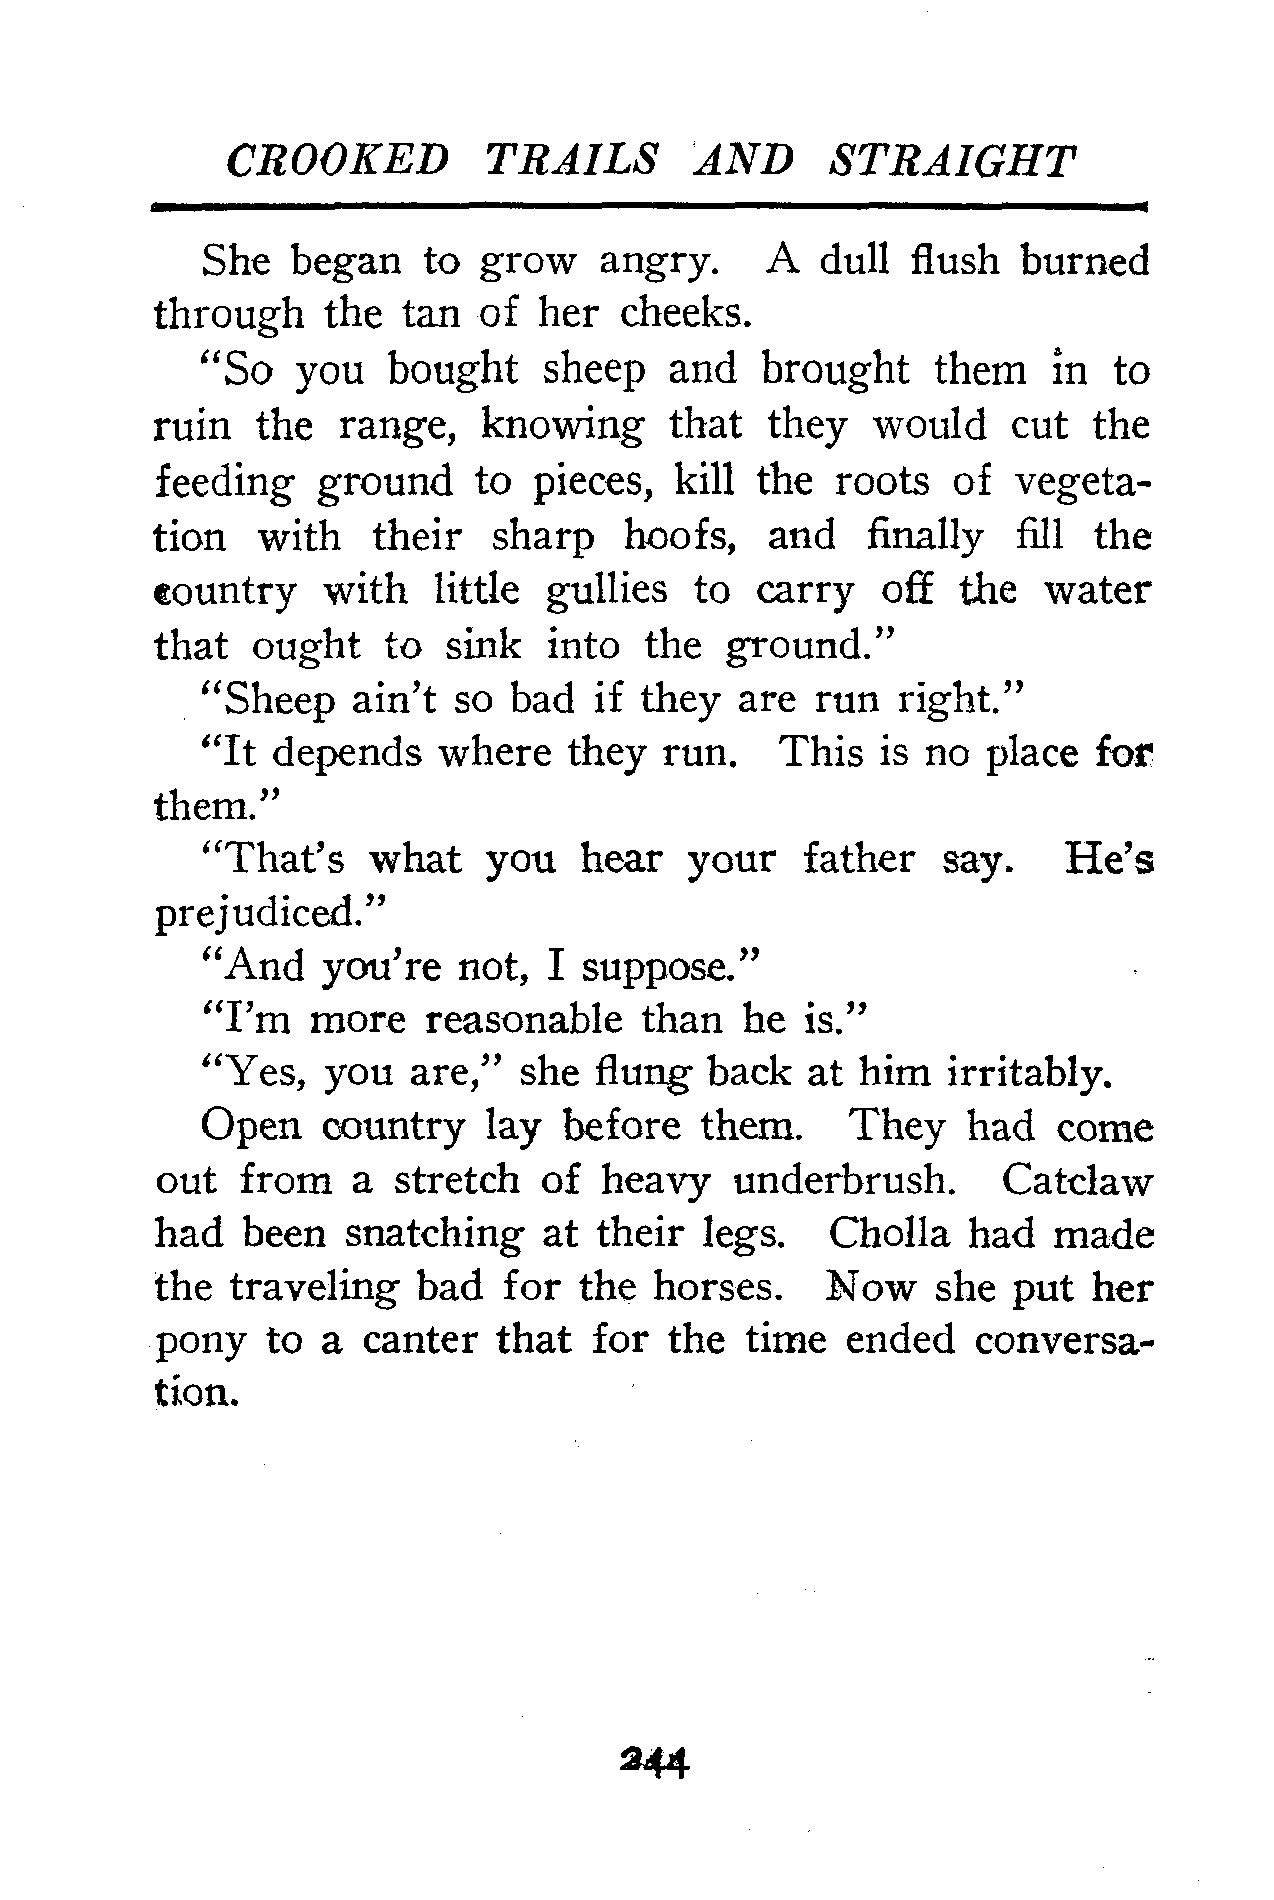 CROOKED TRAILS AND STRAIGHT
She began to grow angry. A dull flush burned
through the tan of her cheeks.
“So you bought sheep and brought them in to
ruin the range, knowing that they would cut the
feeding ground to pieces, kill the roots of vegeta-
tion with their sharp hoofs, and finally fill the
country with little gullies to carry off the water
that ought to sink into the ground.”
“Sheep ain’t so bad if they are run right.”
“It depends where they run. This is no place for
them.”
“That’s what you hear your father say. He’s
prejudiced.”
“And you’re not, I suppose.”
“I’m more reasonable than he is.”
“Yes, you are,” she flung back at him irritably.
Open country lay before them. They had come
out from a stretch of heavy underbrush. Catclaw
had been snatching at their legs. Cholla had made
the traveling bad for the horses. Now she put her
pony to a canter that for the time ended conversa-
tion.
244